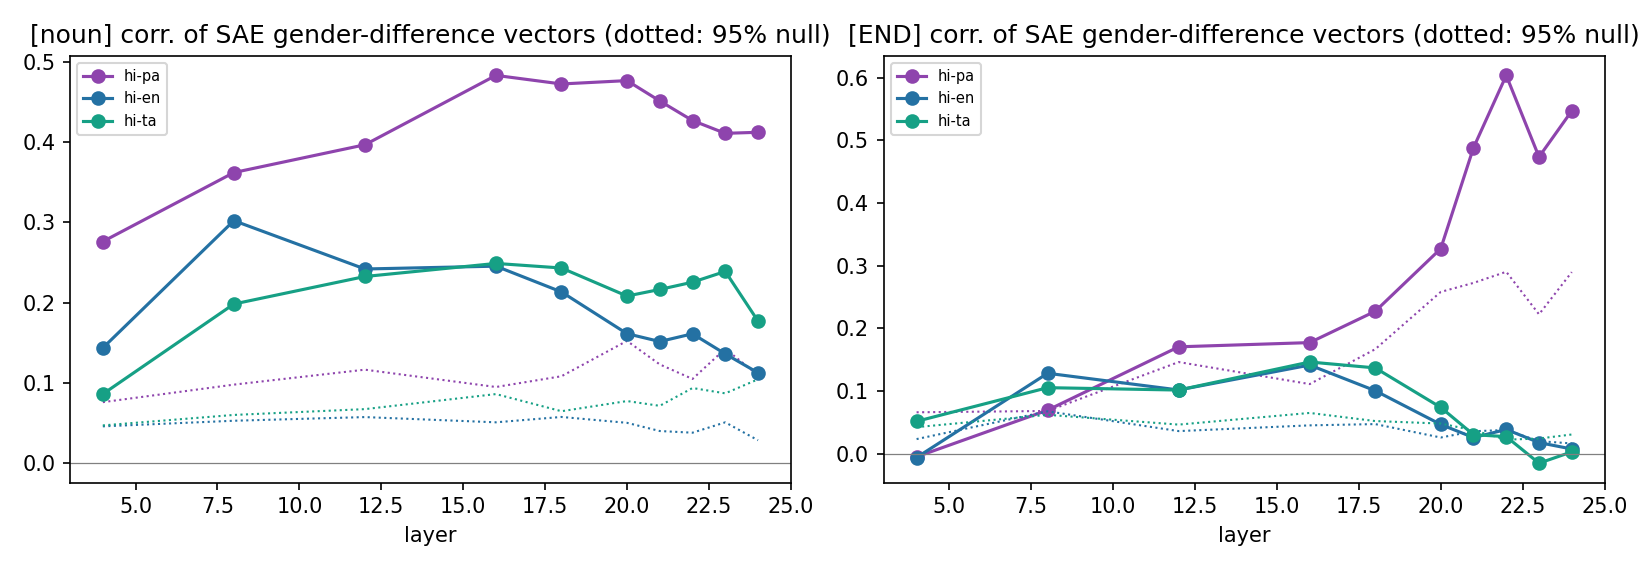 [noun] corr. of SAE gender-difference vectors (dotted: 95% null)
hi-pa
hi-en
hi-ta
0.5
0.4
0.3
0.2
0.1
0.0
5.0 7.5 10.0 12.5 15.0 17.5 20.0 22.5 25.0
layer
[END] corr. of SAE gender-difference vectors (dotted: 95% null)
hi-pa
hi-en
hi-ta
0.6
0.5
0.4
0.3
0.2
0.1
0.0
5.0 7.5 10.0 12.5 15.0 17.5 20.0 22.5 25.0
layer